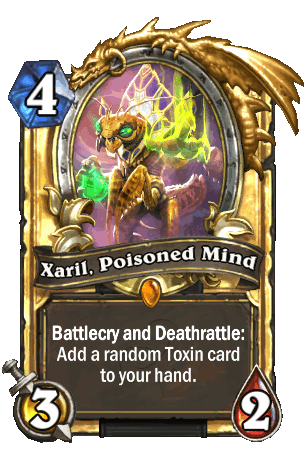 4
Xaril, Poisoned Mind
Battlecry and Deathrattle:
Add a random Toxin card
to your hand.
3
2